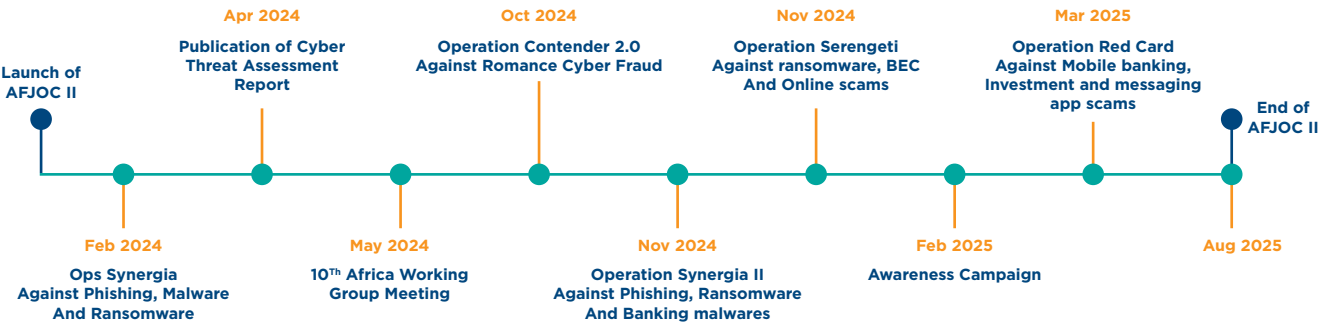 Launch of
AFJOC II
Feb 2024
Ops Synergia
Against Phishing, Malware
And Ransomware
Apr 2024
Publication of Cyber
Threat Assessment
Report
May 2024
10Th Africa Working
Group Meeting
Oct 2024
Operation Contender 2.0
Against Romance Cyber Fraud
Nov 2024
Operation Synergia II
Against Phishing, Ransomware
And Banking malwares
Nov 2024
Operation Serengeti
Against ransomware, BEC
And Online scams
Feb 2025
Awareness Campaign
Mar 2025
Operation Red Card
Against Mobile banking,
Investment and messaging
app scams
End of
AFJOC II
Aug 2025